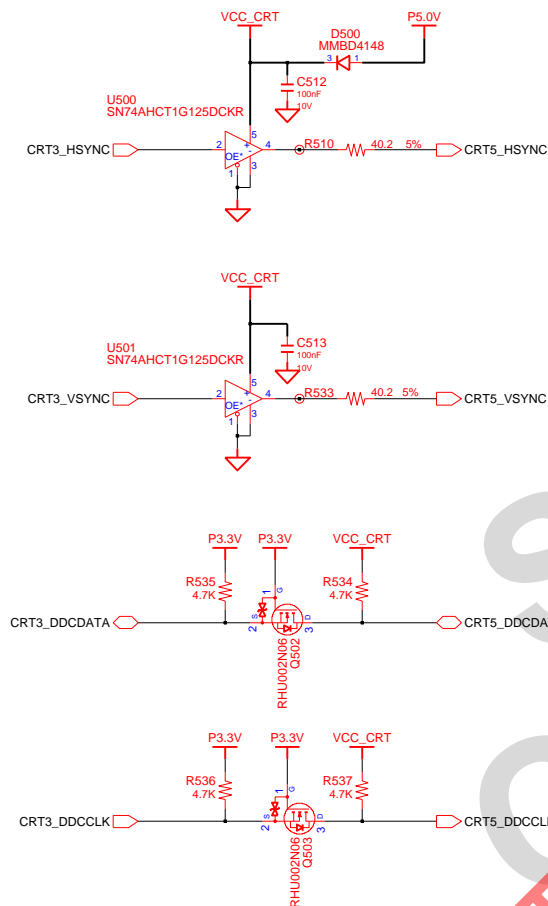 VCC_CRT
D500
MMBD4148
P5.0V
3
1
C512
100nF
10V
U500
SN74AHCT1G125DCKR
CRT3_HSYNC
2
5
+
-
OE*
1
3
4
R510
40.2 5%
CRT5_HSYNC
VCC_CRT
C513
100nF
10V
U501
SN74AHCT1G125DCKR
CRT3_VSYNC
2
5
+
-
OE*
1
3
4
R533
40.2 5%
CRT5_VSYNC
P3.3V
P3.3V
VCC_CRT
R535
4.7K
1
G
R534
4.7K
CRT3_DDCDATA
2
S
D
3
RHU002N06
Q502
CRT5_DDCDA
P3.3V
P3.3V
VCC_CRT
R536
4.7K
1
G
R537
4.7K
CRT3_DDCCLK
2
S
D
3
RHU002N06
Q503
CRT5_DDCCL